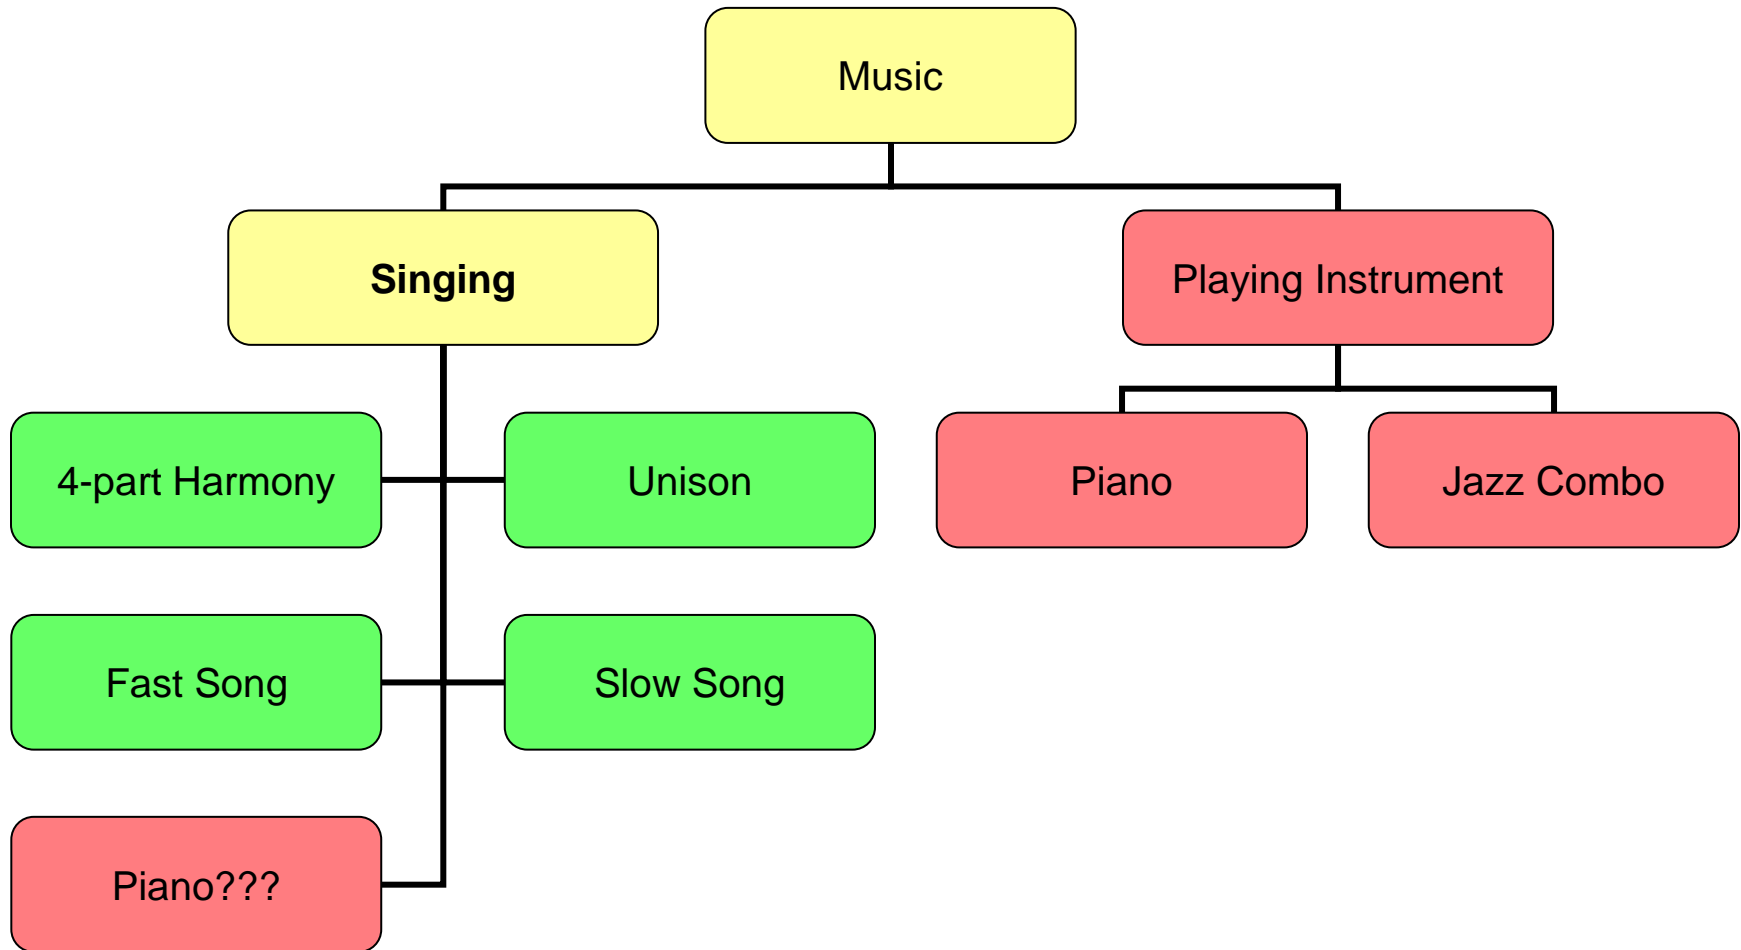 Music
Singing
Playing Instrument
4-part Harmony
Unison
Piano
Jazz Combo
Fast Song
Slow Song
Piano???